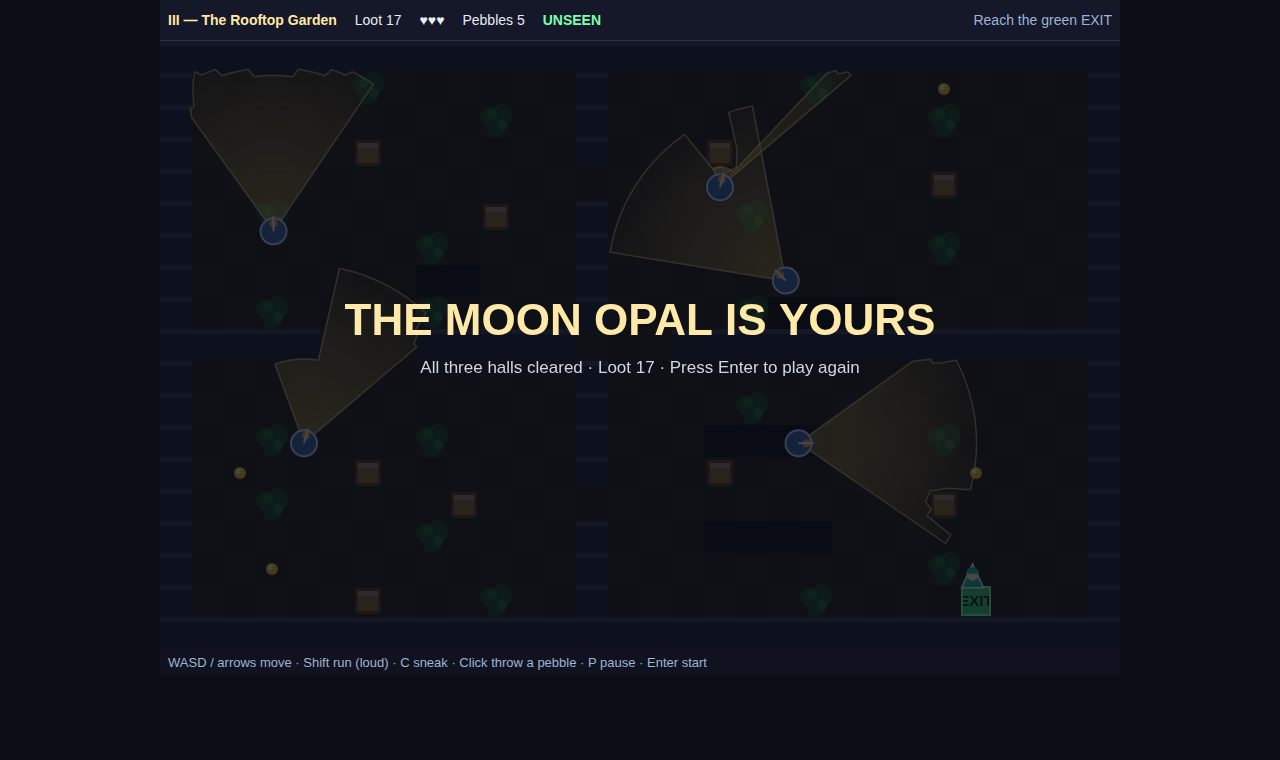 III — The Rooftop Garden Loot 17 ♥♥♥ Pebbles 5 UNSEEN Reach the green EXIT
THE MOON OPAL IS YOURS
All three halls cleared · Loot 17 · Press Enter to play again
EXIT
WASD / arrows move · Shift run (loud) · C sneak · Click throw a pebble · P pause · Enter start